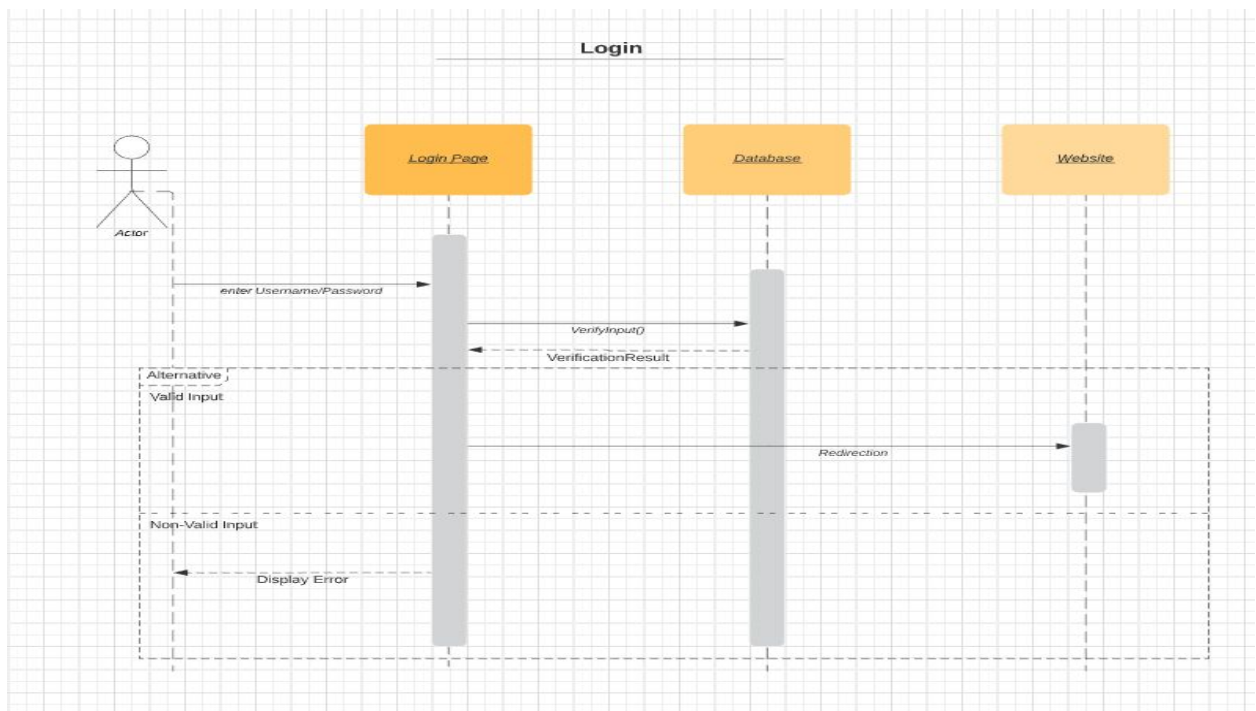 Login
Login Page
Database
Website
Actor
enter Username/Password
VerifyInput()
VerificationResult
Alternative
Valid Input
Redirection
Non-Valid Input
Display Error